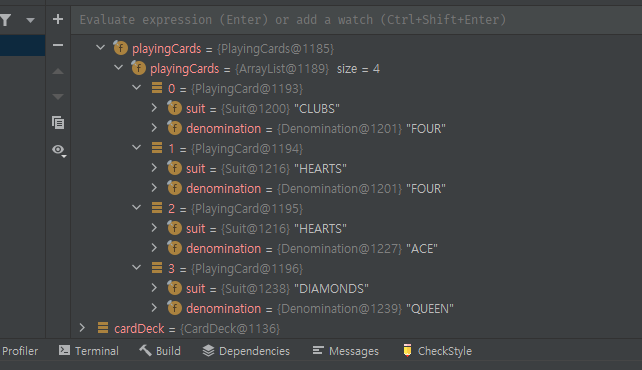 Evaluate expression (Enter) or add a watch (Ctrl+Shift+Enter)
playingCards = {PlayingCards@1185}
playingCards = {ArrayList@1189} size = 4
0 = {PlayingCard@1193}
suit = {Suit@1200} "CLUBS"
denomination = {Denomination@1201} "FOUR"
1 = {PlayingCard@1194}
suit = {Suit@1216} "HEARTS"
denomination = {Denomination@1201} "FOUR"
2 = {PlayingCard@1195}
suit = {Suit@1216} "HEARTS"
denomination = {Denomination@1227} "ACE"
3 = {PlayingCard@1196}
suit = {Suit@1238} "DIAMONDS"
denomination = {Denomination@1239} "QUEEN"
cardDeck = {CardDeck@1136}
Profiler Terminal Build Dependencies Messages CheckStyle